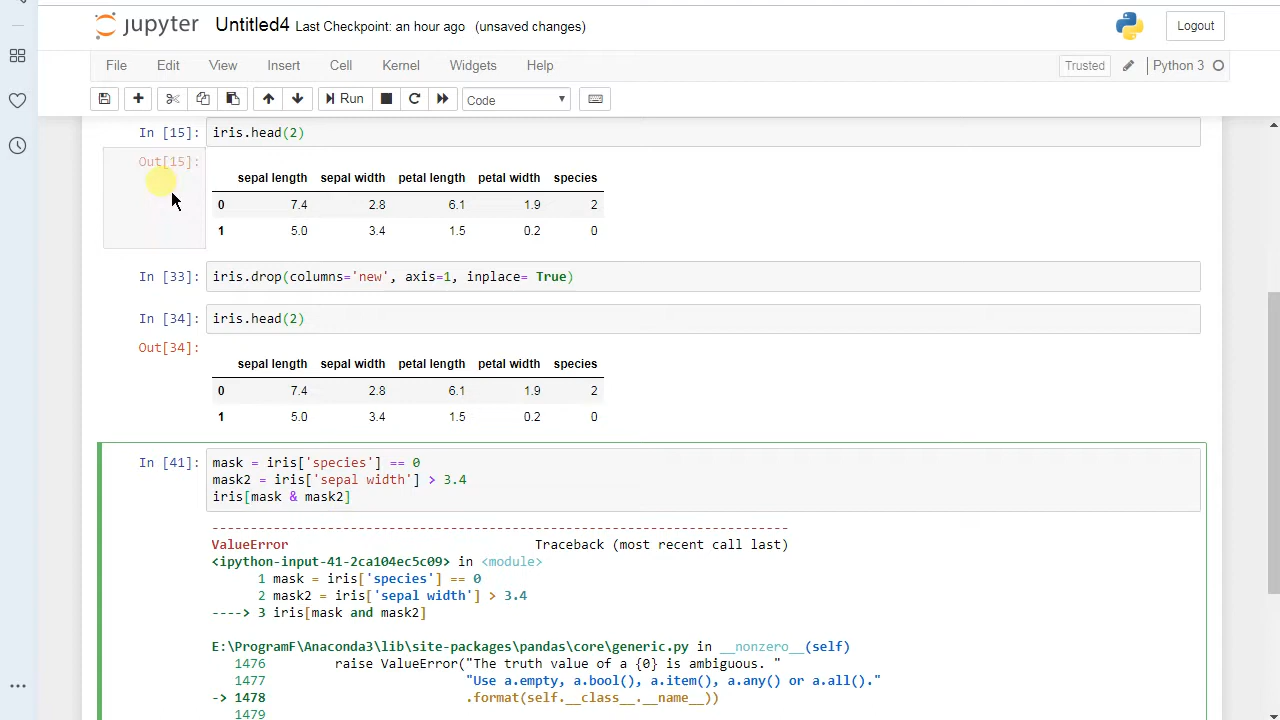 jupyter Untitled4 Last Checkpoint: an hour ago (unsaved changes) Logout
File Edit View Insert Cell Kernel Widgets Help Trusted Python 3
Run Code
In [15]: iris.head(2)
Out[15]:
sepal length sepal width petal length petal width species
0 7.4 2.8 6.1 1.9 2
1 5.0 3.4 1.5 0.2 0
In [33]: iris.drop(columns='new', axis=1, inplace= True)
In [34]: iris.head(2)
Out[34]:
sepal length sepal width petal length petal width species
0 7.4 2.8 6.1 1.9 2
1 5.0 3.4 1.5 0.2 0
In [41]: mask = iris['species'] == 0
mask2 = iris['sepal width'] > 3.4
iris[mask & mask2]
---------------------------------------------------------------------------
ValueError Traceback (most recent call last)
<ipython-input-41-2ca104ec5c09> in <module>
1 mask = iris['species'] == 0
2 mask2 = iris['sepal width'] > 3.4
----> 3 iris[mask and mask2]
E:\ProgramF\Anaconda3\lib\site-packages\pandas\core\generic.py in __nonzero__(self)
1476 raise ValueError("The truth value of a {0} is ambiguous. "
1477 "Use a.empty, a.bool(), a.item(), a.any() or a.all()."
-> 1478 .format(self.__class__.__name__))
1479